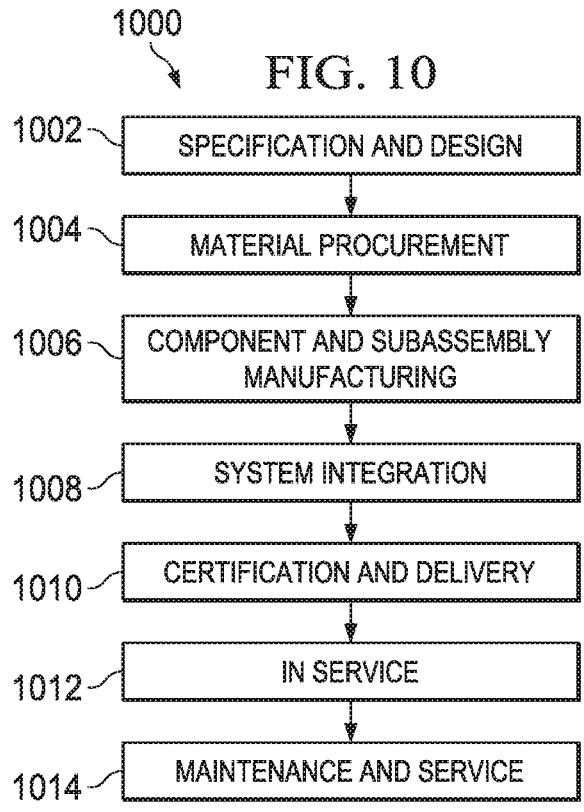 1000
FIG. 10
1002
SPECIFICATION AND DESIGN
1004
MATERIAL PROCUREMENT
1006
COMPONENT AND SUBASSEMBLY
MANUFACTURING
1008
SYSTEM INTEGRATION
1010
CERTIFICATION AND DELIVERY
1012
IN SERVICE
1014
MAINTENANCE AND SERVICE